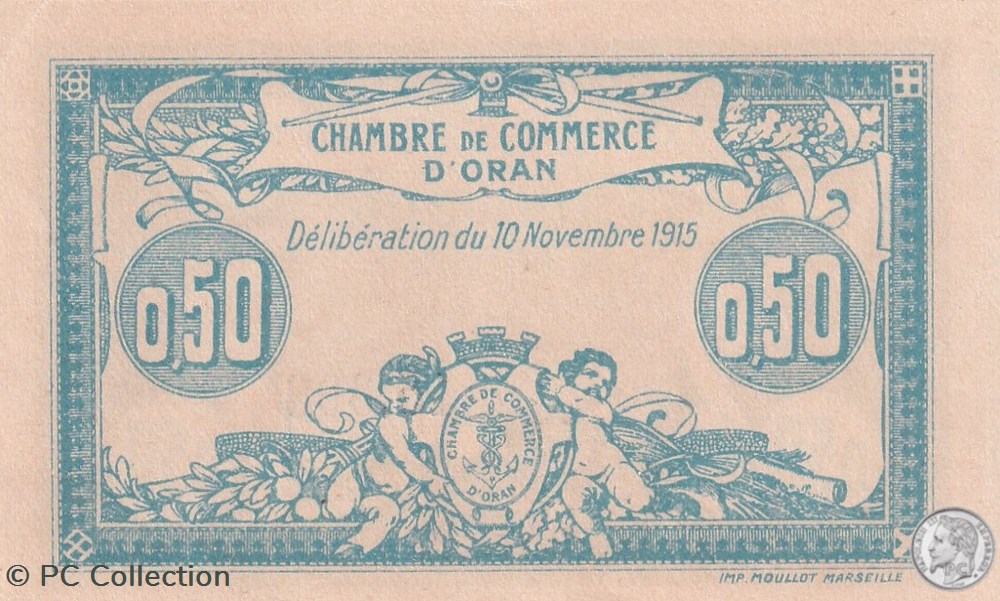 CHAMBRE DE COMMERCE
D'ORAN
Délibération du 10 Novembre 1915
0,50
0,50
CHAMBRE DE COMMERCE
D'ORAN
IMP. MOULLOT MARSEILLE
© PC Collection
PC